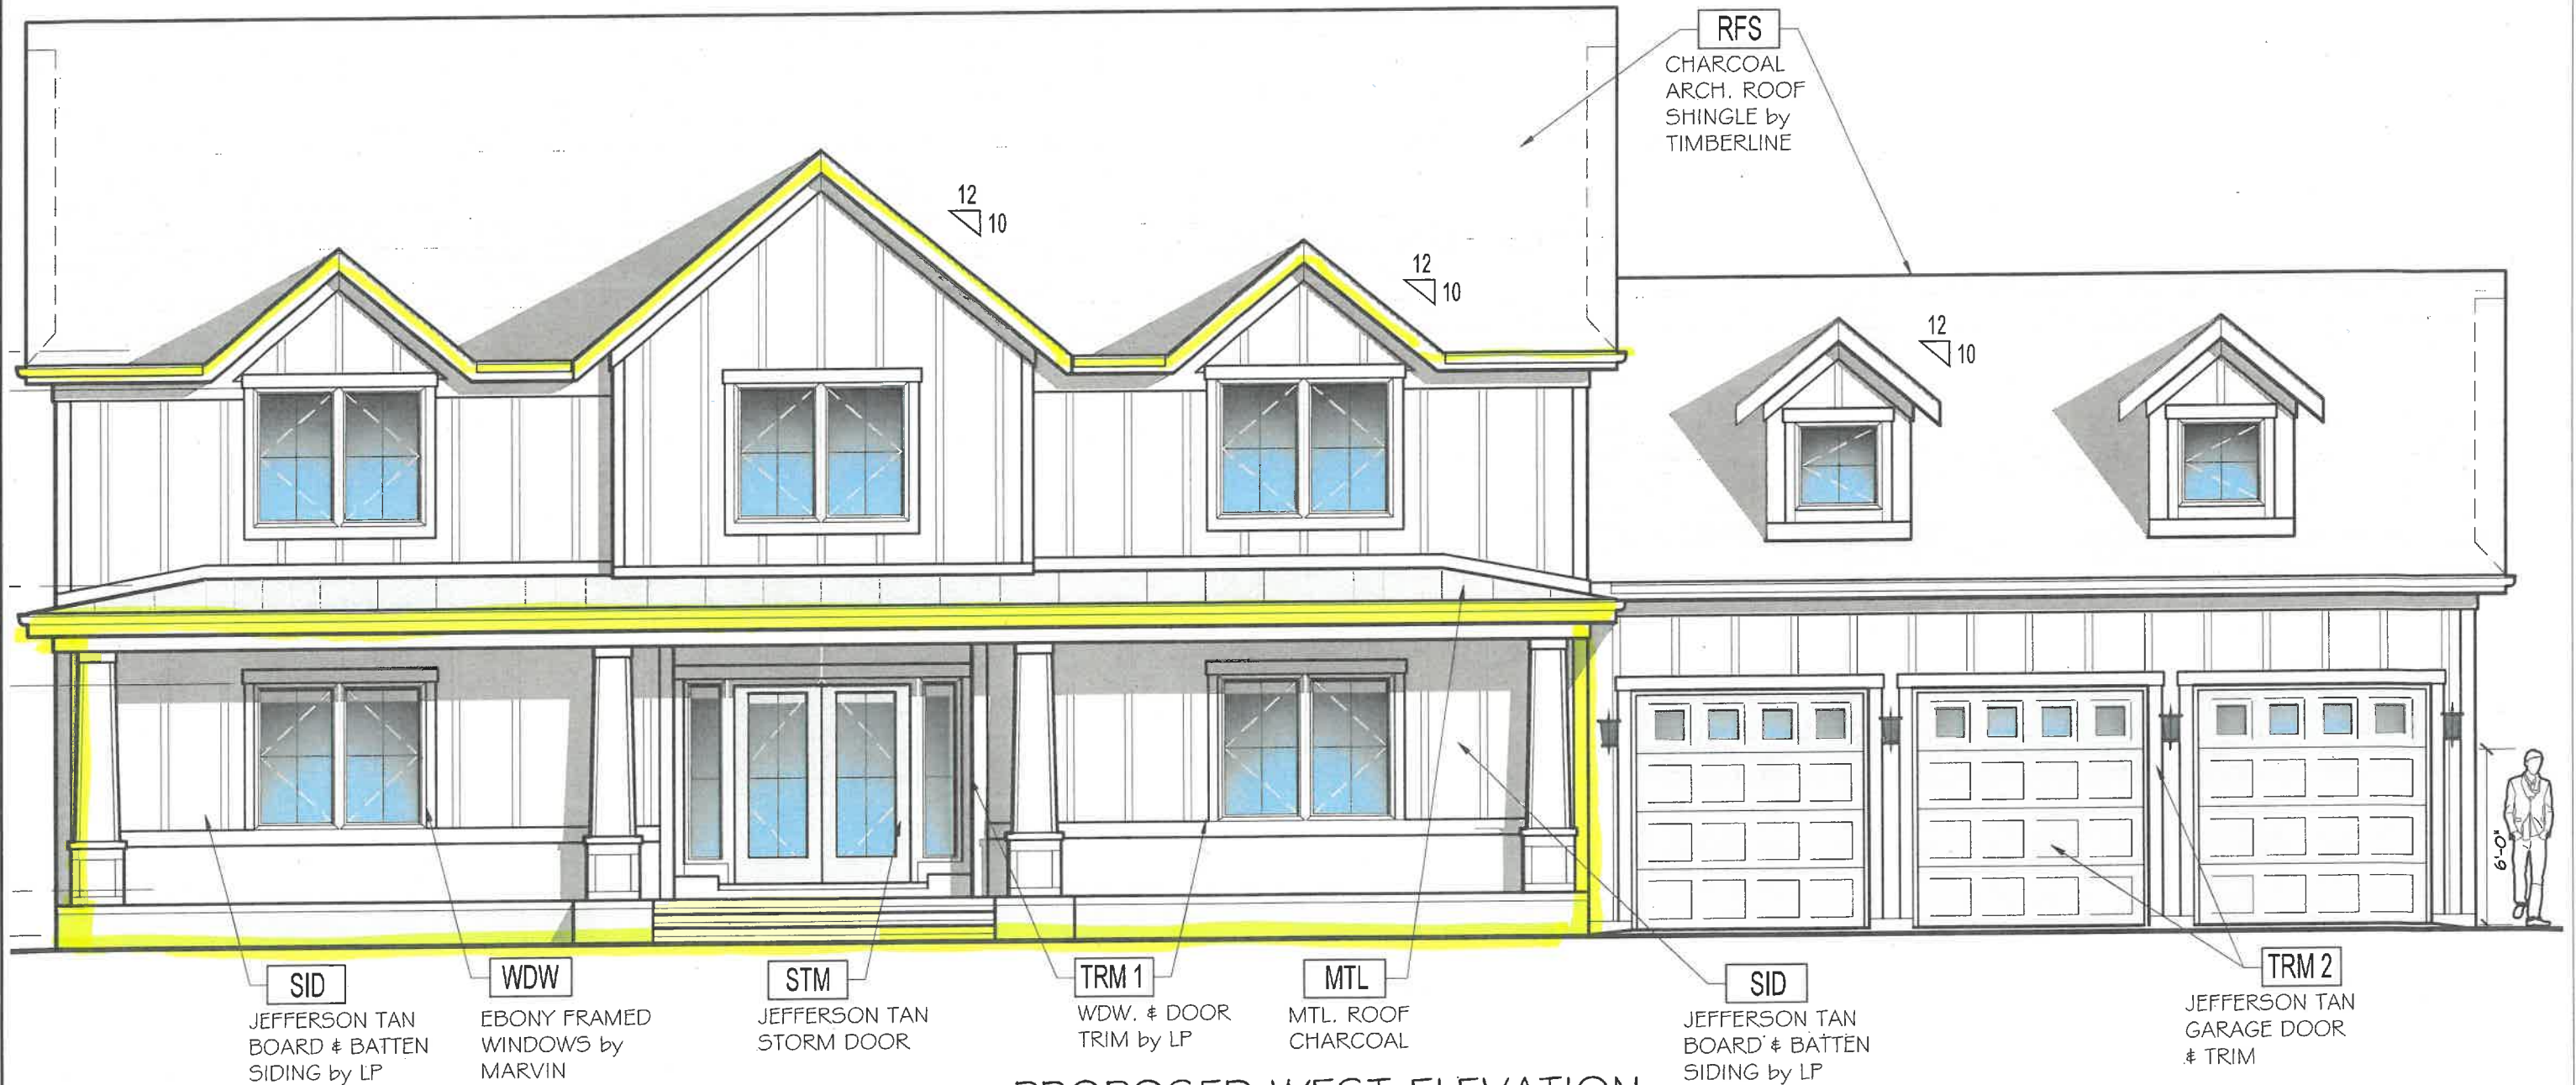 RFS
CHARCOAL
ARCH. ROOF
SHINGLE by
TIMBERLINE
12
10
12
10
12
10
6'-0"
SID
JEFFERSON TAN
BOARD & BATTEN
SIDING by LP
WDW
EBONY FRAMED
WINDOWS by
MARVIN
STM
JEFFERSON TAN
STORM DOOR
TRM 1
WDW. & DOOR
TRIM by LP
MTL
MTL. ROOF
CHARCOAL
SID
JEFFERSON TAN
BOARD & BATTEN
SIDING by LP
TRM 2
JEFFERSON TAN
GARAGE DOOR
& TRIM
PROPOSED WEST ELEVATION